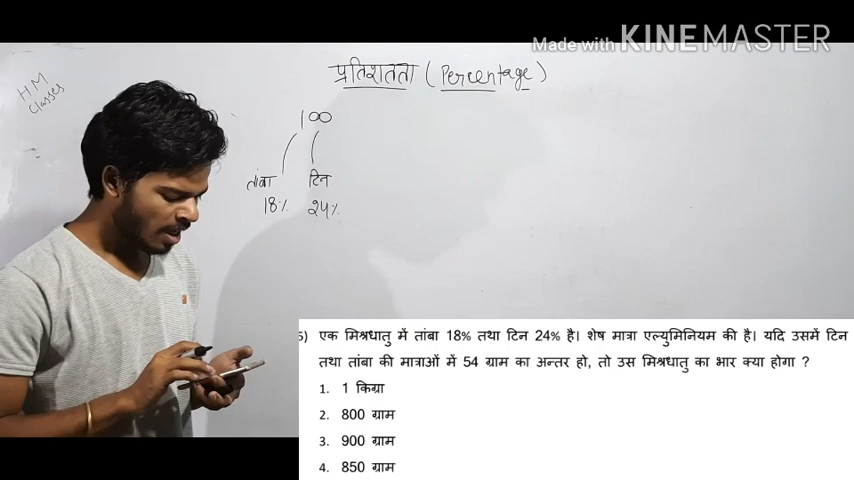 Made with KINEMASTER
प्रतिशतता ( Percentage )
H.M
Classes
100
तांबा टिन
18% 24%
5) एक मिश्रधातु में तांबा 18% तथा टिन 24% है। शेष मात्रा एल्युमिनियम की है। यदि उसमें टिन
तथा तांबा की मात्राओं में 54 ग्राम का अन्तर हो, तो उस मिश्रधातु का भार क्या होगा ?
1. 1 किग्रा
2. 800 ग्राम
3. 900 ग्राम
4. 850 ग्राम